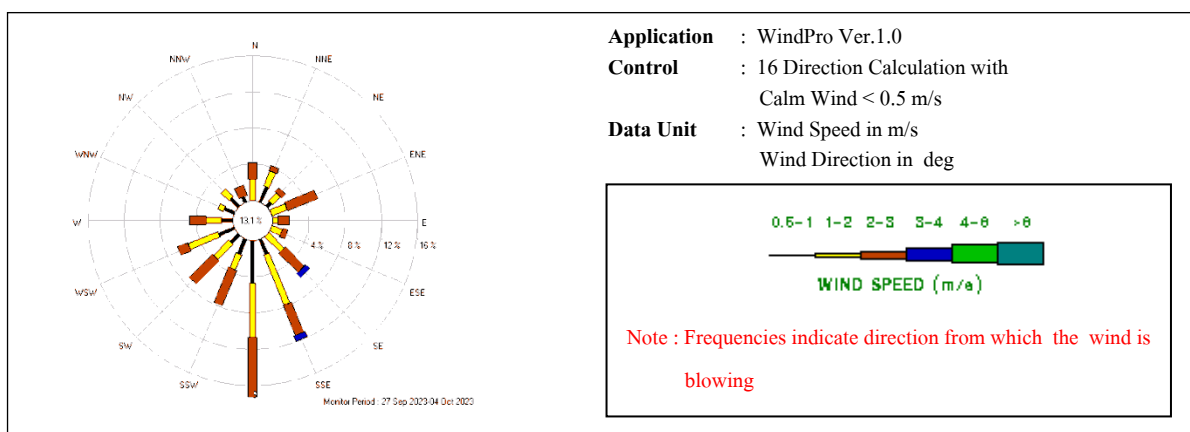 N
NNW
NNE
NW
NE
WNW
ENE
W
13.1 %
E
4 %
8 %
12 %
16 %
WSW
ESE
SW
SE
SSW
SSE
Monitor Period : 27 Sep 2023-04 Oct 2023
Application : WindPro Ver.1.0
Control : 16 Direction Calculation with
Calm Wind < 0.5 m/s
Data Unit : Wind Speed in m/s
Wind Direction in deg
0.5-1 1-2 2-3 3-4 4-6 >6
WIND SPEED (m/s)
Note : Frequencies indicate direction from which the wind is
blowing